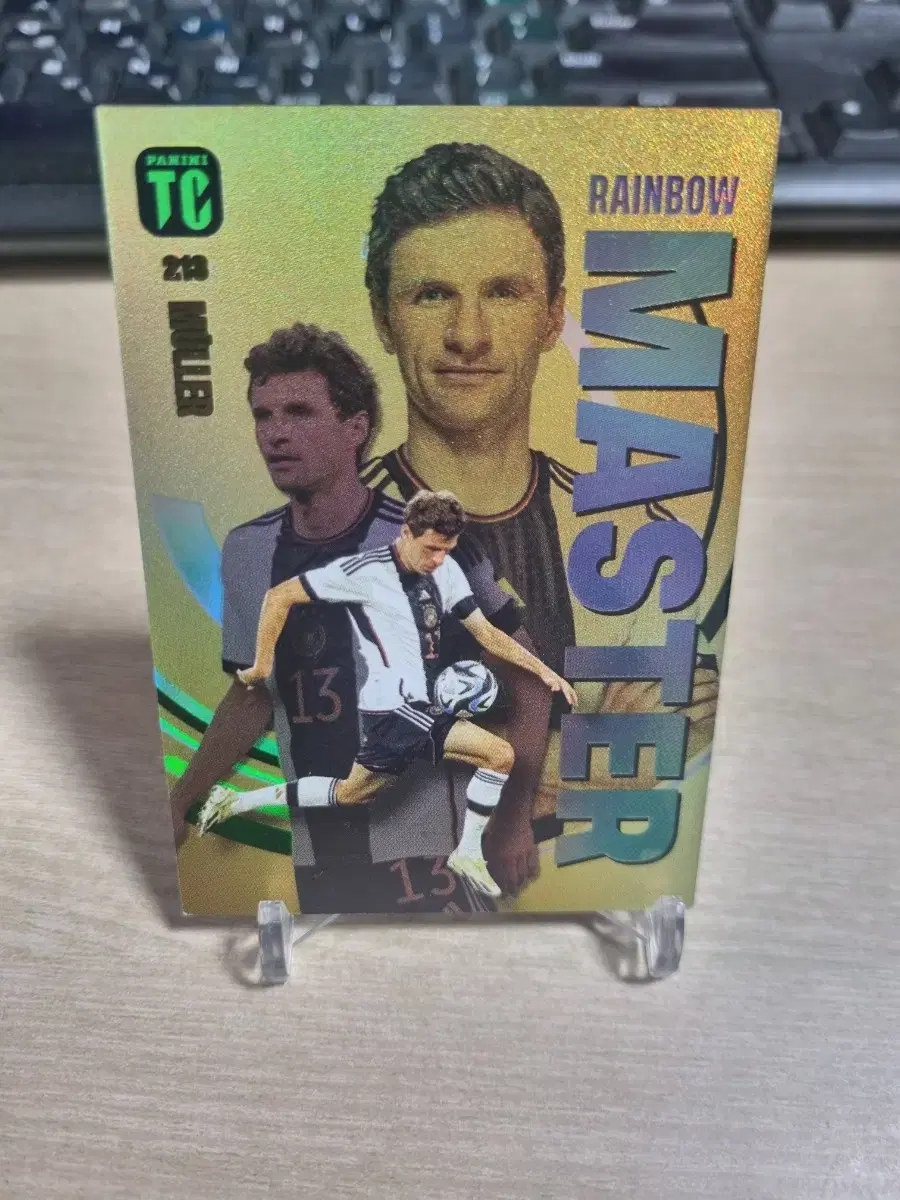 PANINI
TC
213
MÜLLER
RAINBOW
MASTER
13
13